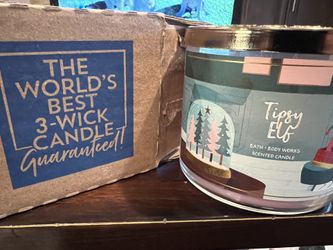 THE
WORLD'S
BEST
3-WICK
CANDLE
Guaranteed!
Tipsy
Elf
BATH & BODY WORKS
SCENTED CANDLE